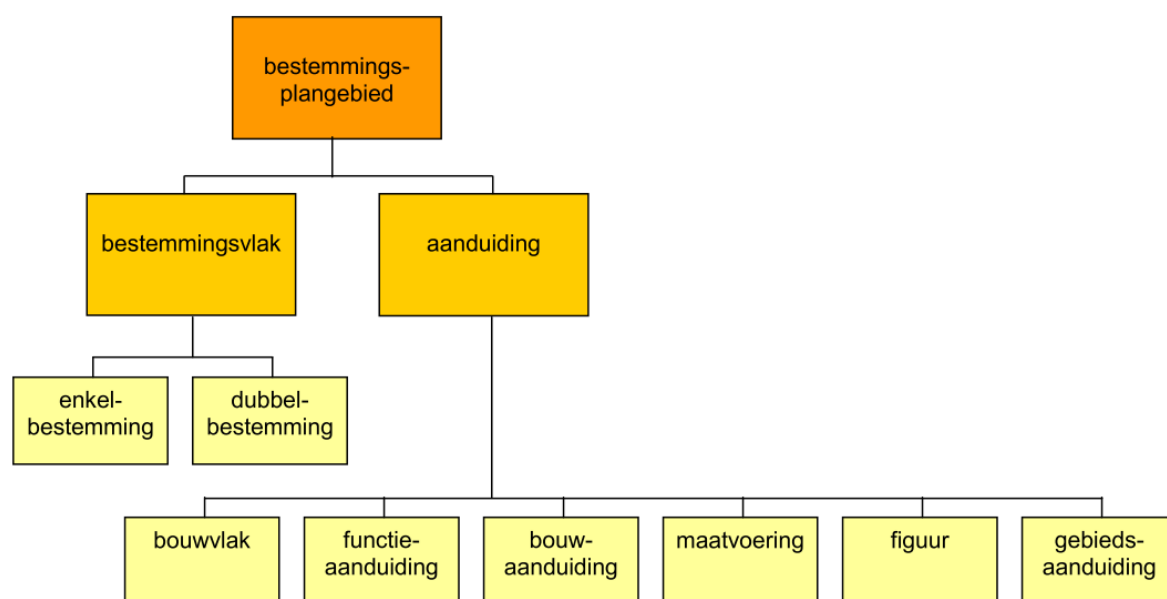 bestemmings-
plangebied
bestemmingsvlak
aanduiding
enkel-
bestemming
dubbel-
bestemming
bouwvlak
functie-
aanduiding
bouw-
aanduiding
maatvoering
figuur
gebieds-
aanduiding